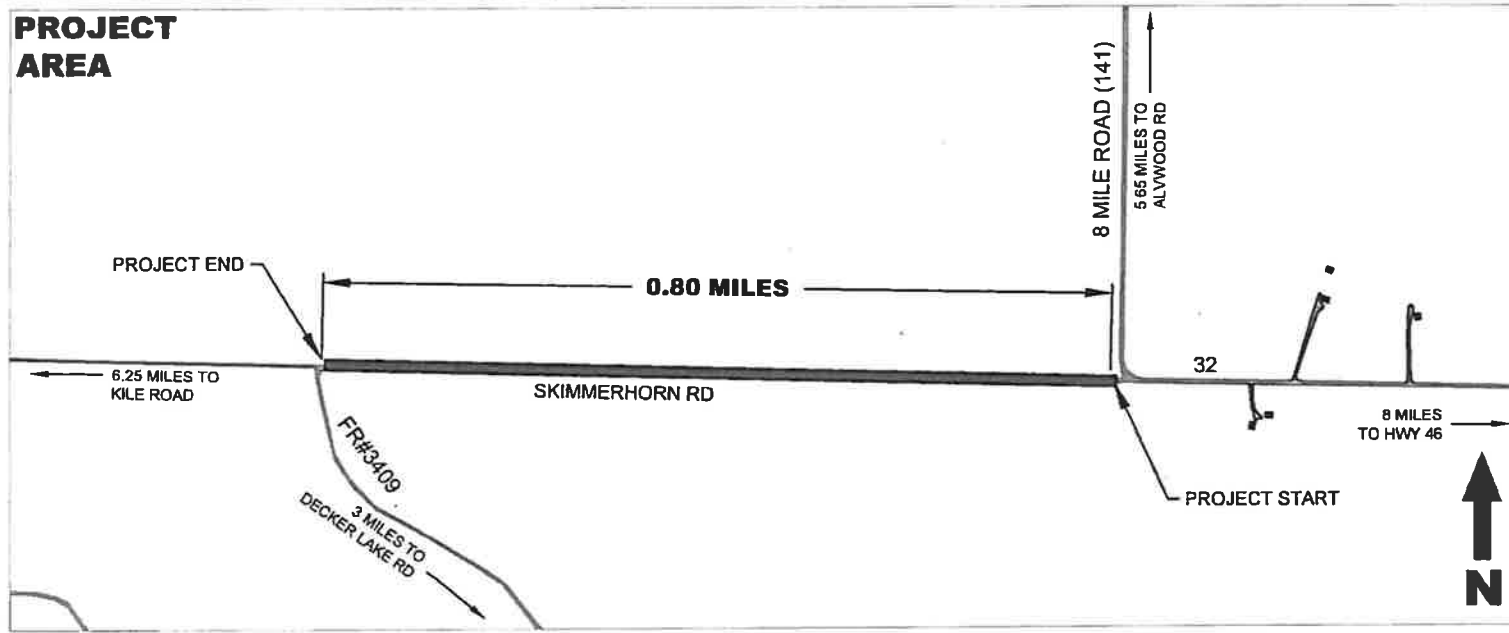 PROJECT
AREA
8 MILE ROAD (141)
5 65 MILES TO
ALVWOOD RD
PROJECT END
0.80 MILES
6.25 MILES TO
KILE ROAD
SKIMMERHORN RD
32
8 MILES
TO HWY 46
FR#3409
3 MILES TO
DECKER LAKE RD
PROJECT START
N